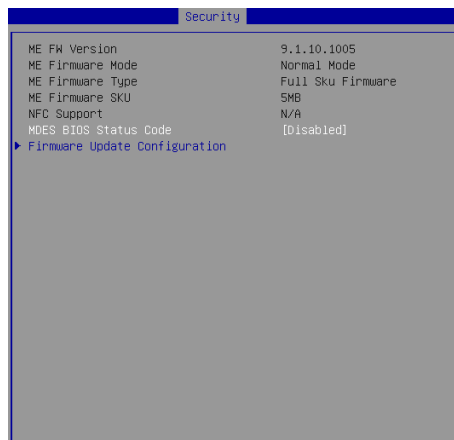 Security
ME FW Version 9.1.10.1005
ME Firmware Mode Normal Mode
ME Firmware Type Full Sku Firmware
ME Firmware SKU 5MB
NFC Support N/A
MDES BIOS Status Code [Disabled]
Firmware Update Configuration